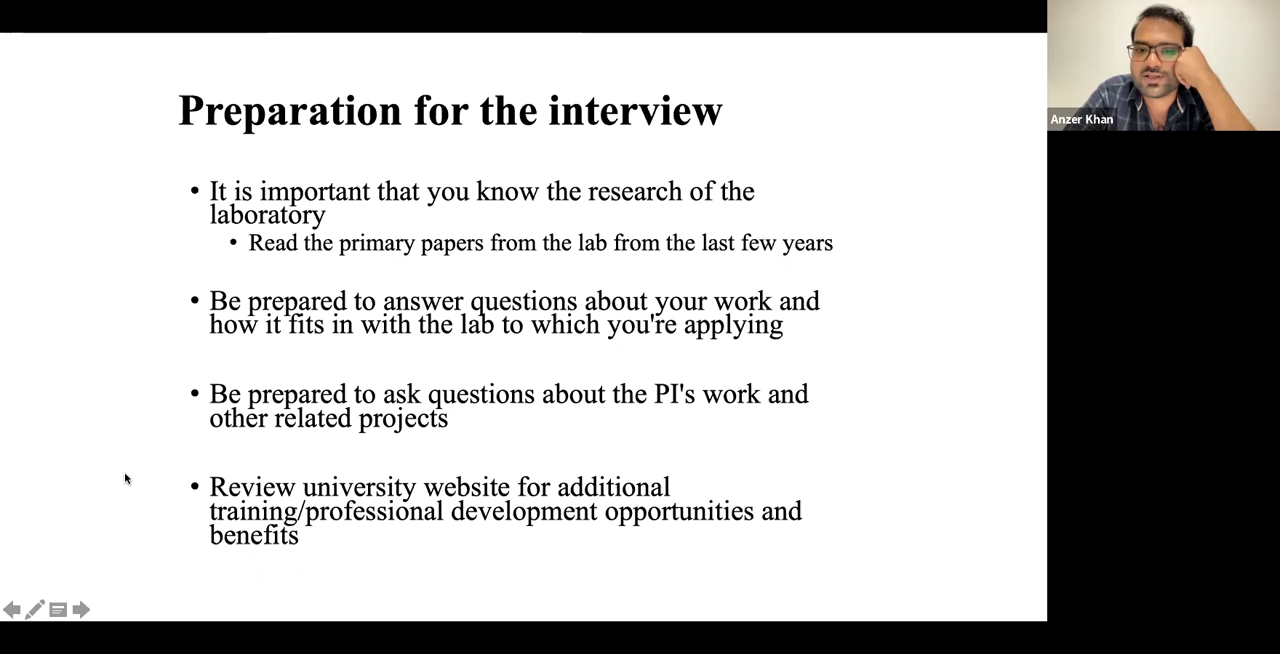 Preparation for the interview
• It is important that you know the research of the
laboratory
• Read the primary papers from the lab from the last few years
• Be prepared to answer questions about your work and
how it fits in with the lab to which you're applying
• Be prepared to ask questions about the PI's work and
other related projects
• Review university website for additional
training/professional development opportunities and
benefits
Anzer Khan